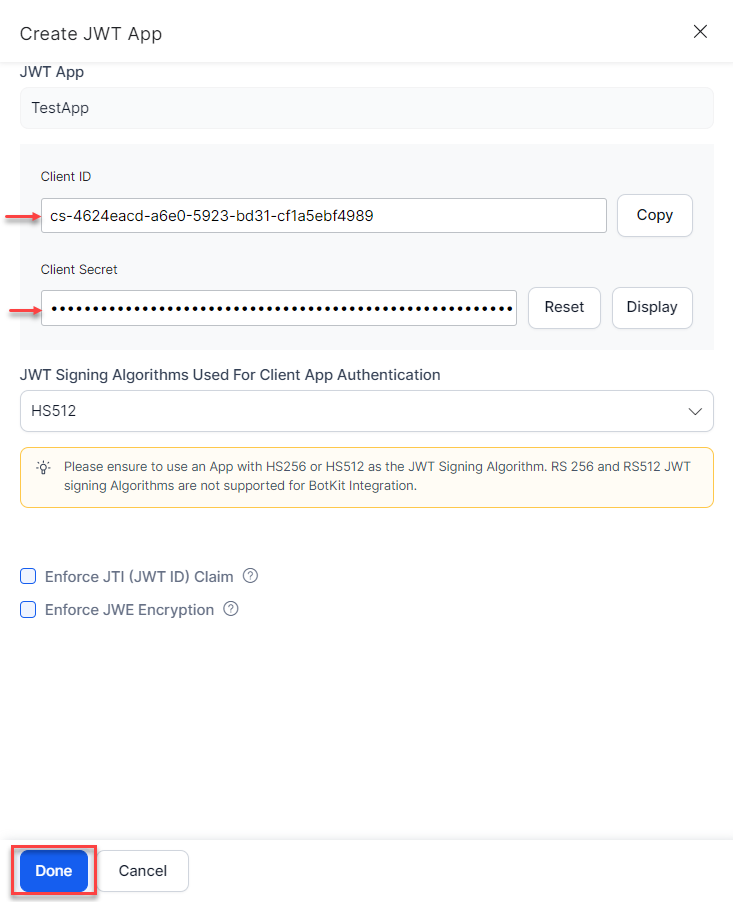 Create JWT App
JWT App
TestApp
Client ID
cs-4624eacd-a6e0-5923-bd31-cf1a5ebf4989
Copy
Client Secret
••••••••••••••••••••••••••••••••••••••••••••••••••••••••
Reset
Display
JWT Signing Algorithms Used For Client App Authentication
HS512
Please ensure to use an App with HS256 or HS512 as the JWT Signing Algorithm. RS 256 and RS512 JWT
signing Algorithms are not supported for BotKit Integration.
Enforce JTI (JWT ID) Claim ?
Enforce JWE Encryption ?
Done
Cancel